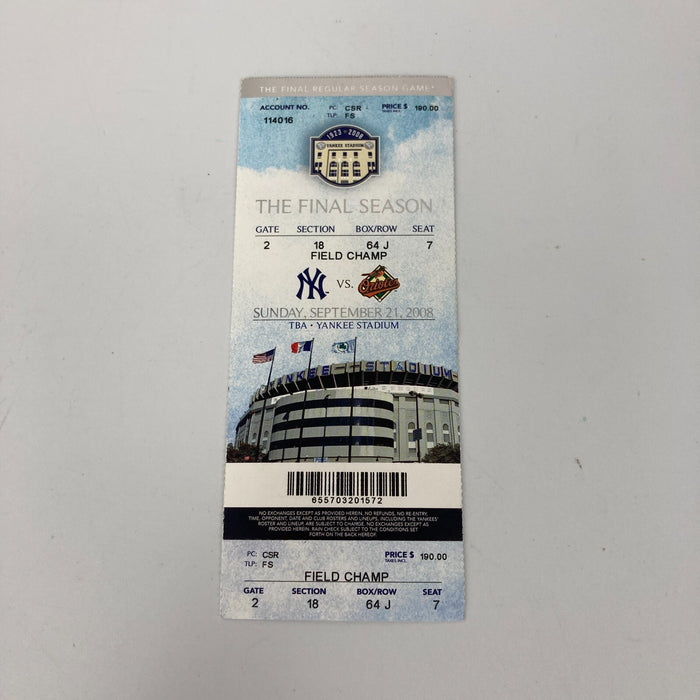 THE FINAL REGULAR SEASON GAME*
ACCOUNT NO. PC: CSR PRICE $ 190.00
114016 TLP: FS TAXES INCL.
1923 - 2008
YANKEE STADIUM
THE FINAL SEASON
GATE SECTION BOX/ROW SEAT
2 18 64 J 7
FIELD CHAMP
NY VS. Orioles
SUNDAY, SEPTEMBER 21, 2008
TBA • YANKEE STADIUM
YANKEE STADIUM
655703201572
NO EXCHANGES EXCEPT AS PROVIDED HEREIN, NO REFUNDS, NO RE-ENTRY,
TIME, OPPONENT, DATE AND CLUB ROSTERS AND LINEUPS, INCLUDING THE YANKEES'
ROSTER AND LINEUP, ARE SUBJECT TO CHANGE. NO EXCHANGES EXCEPT AS
PROVIDED HEREIN. RAIN CHECK SUBJECT TO THE CONDITIONS SET
FORTH ON THE BACK HEREOF.
PC: CSR PRICE $ 190.00
TLP: FS TAXES INCL.
FIELD CHAMP
GATE SECTION BOX/ROW SEAT
2 18 64 J 7